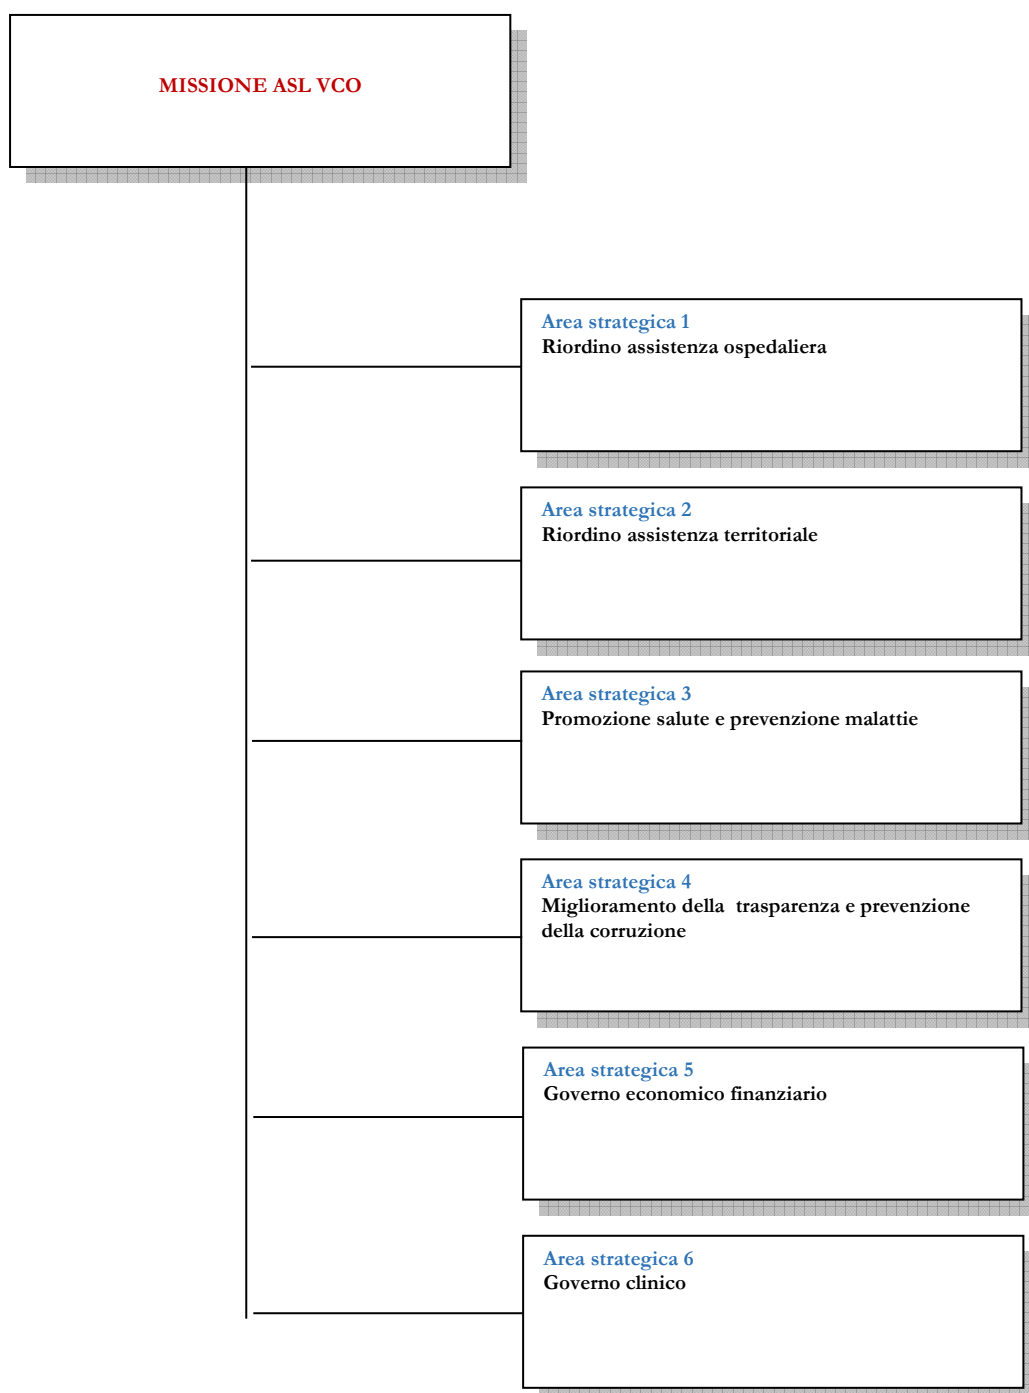 MISSIONE ASL VCO
Area strategica 1
Riordino assistenza ospedaliera
Area strategica 2
Riordino assistenza territoriale
Area strategica 3
Promozione salute e prevenzione malattie
Area strategica 4
Miglioramento della  trasparenza e prevenzione
della corruzione
Area strategica 5
Governo economico finanziario
Area strategica 6
Governo clinico